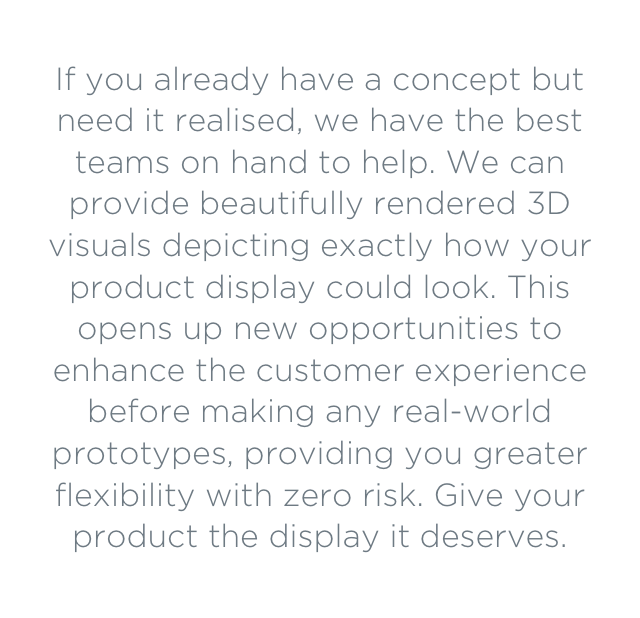 If you already have a concept but
need it realised, we have the best
teams on hand to help. We can
provide beautifully rendered 3D
visuals depicting exactly how your
product display could look. This
opens up new opportunities to
enhance the customer experience
before making any real-world
prototypes, providing you greater
flexibility with zero risk. Give your
product the display it deserves.